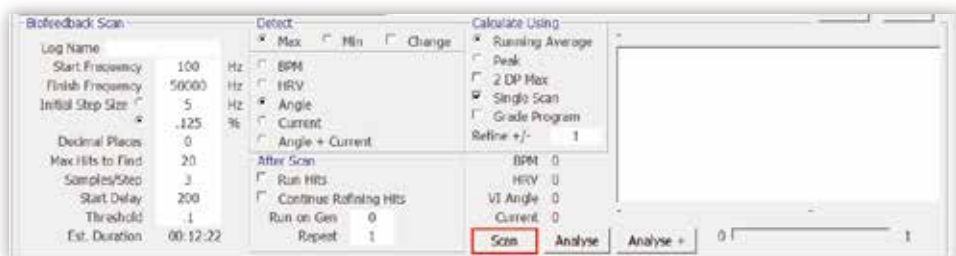 Biofeedback Scan
Log Name
Start Frequency 100 Hz
Finish Frequency 50000 Hz
Initial Step Size 5 Hz
.125 %
Decimal Places 0
Max Hits to Find 20
Samples/Step 3
Start Delay 200
Threshold .1
Est. Duration 00:12:22
Detect
Max Min Change
BPM
HRV
Angle
Current
Angle + Current
After Scan
Run Hits
Continue Refining Hits
Run on Gen 0
Repeat 1
Calculate Using
Running Average
Peak
2 DP Max
Single Scan
Grade Program
Refine +/- 1
BPM 0
HRV 0
VI Angle 0
Current 0
Scan Analyse Analyse +
0 1